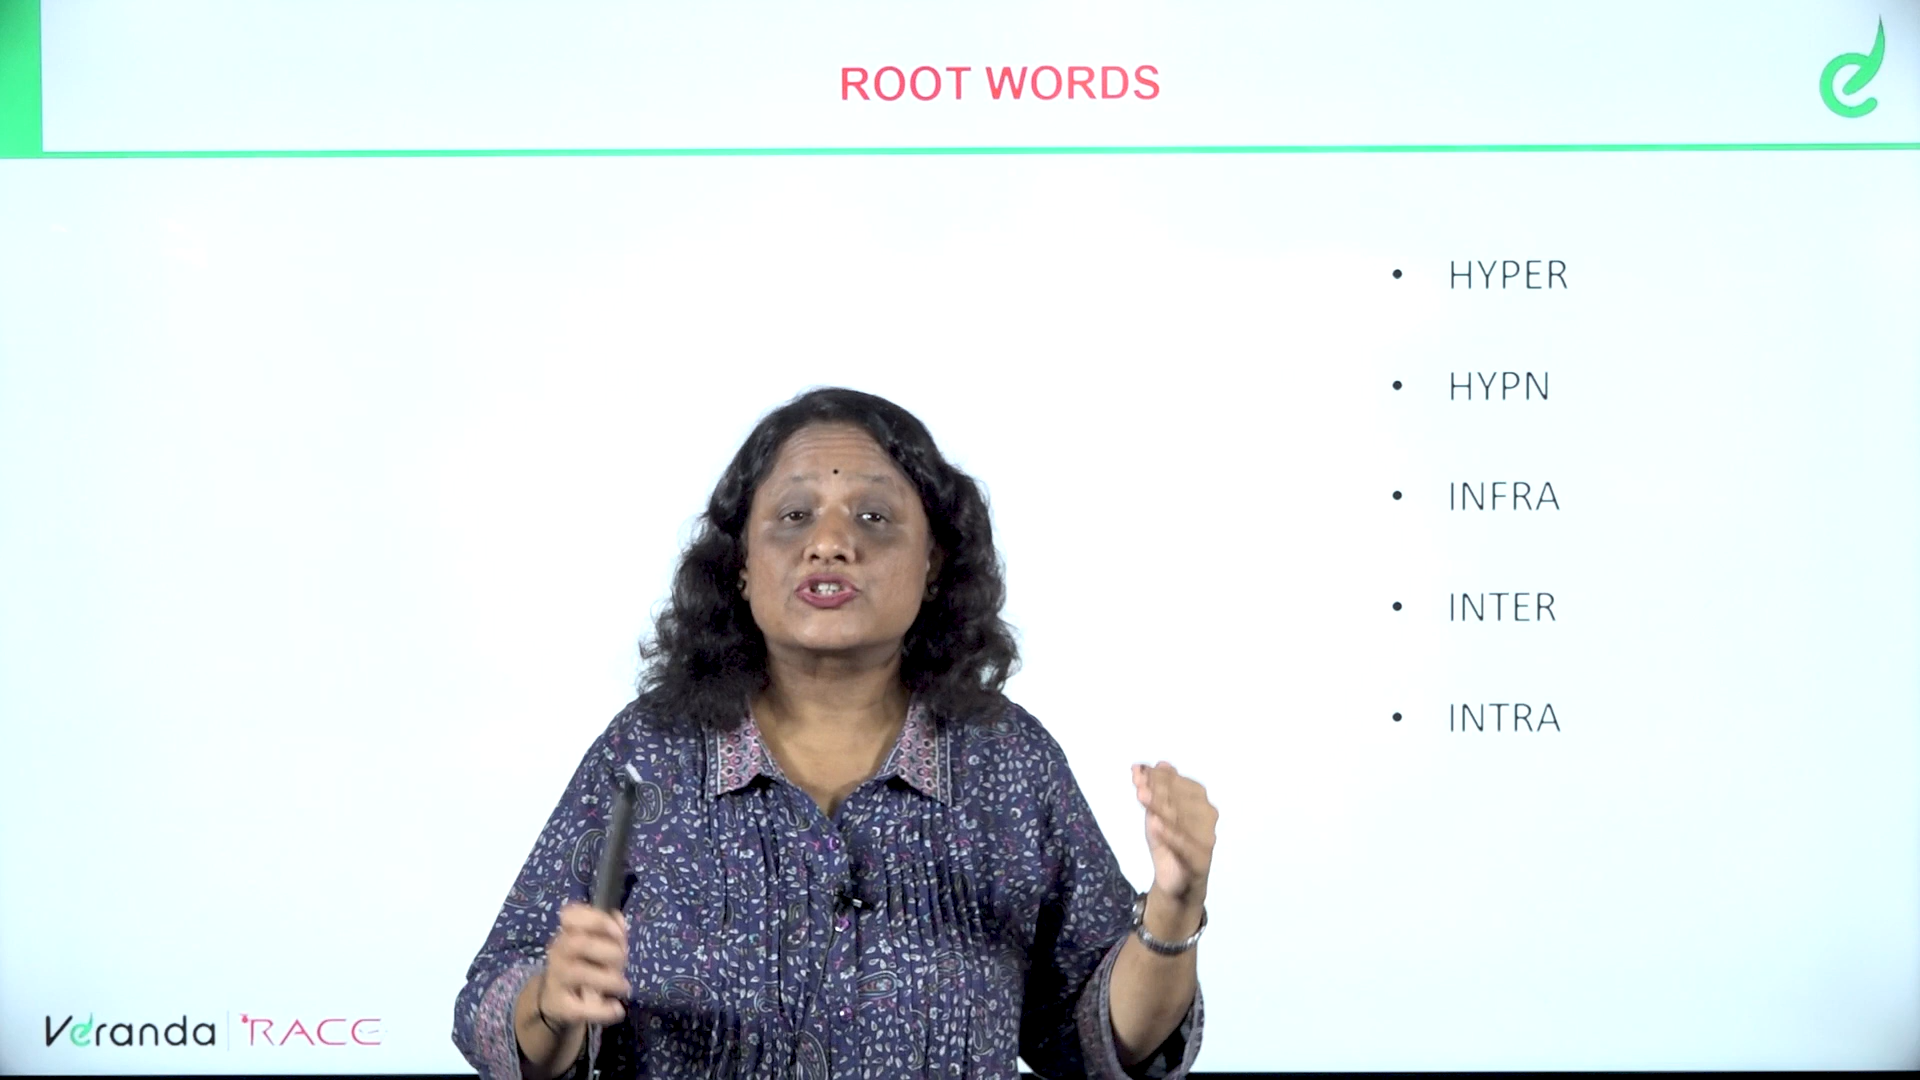 ROOT WORDS
• HYPER
• HYPN
• INFRA
• INTER
• INTRA
Veranda RACE